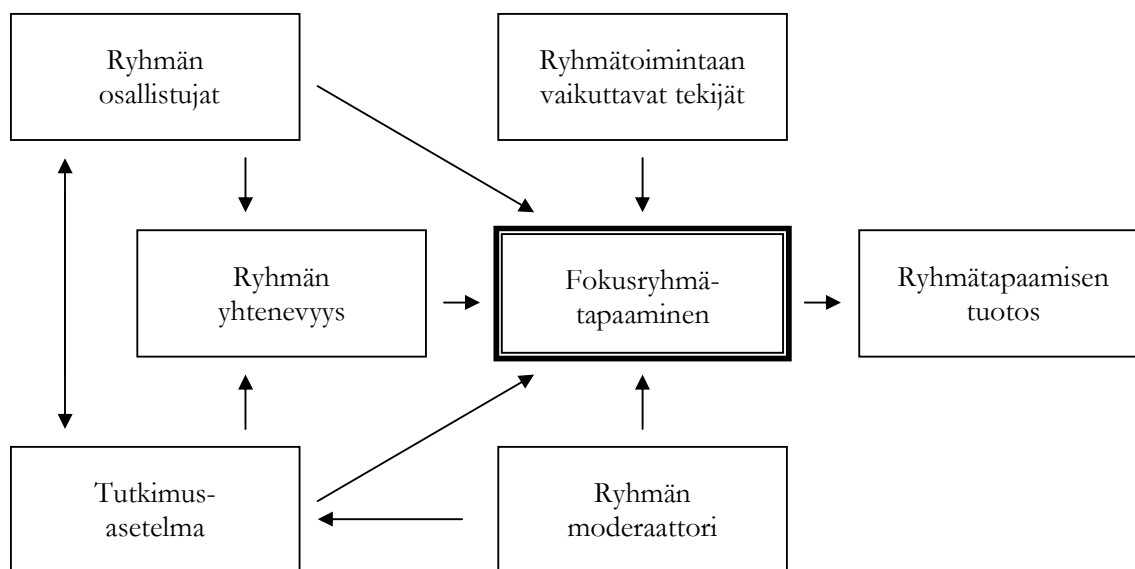 Ryhmän
osallistujat
Ryhmätoimintaan
vaikuttavat tekijät
Ryhmän
yhtenevyys
Fokusryhmä-
tapaaminen
Ryhmätapaamisen
tuotos
Tutkimus-
asetelma
Ryhmän
moderaattori